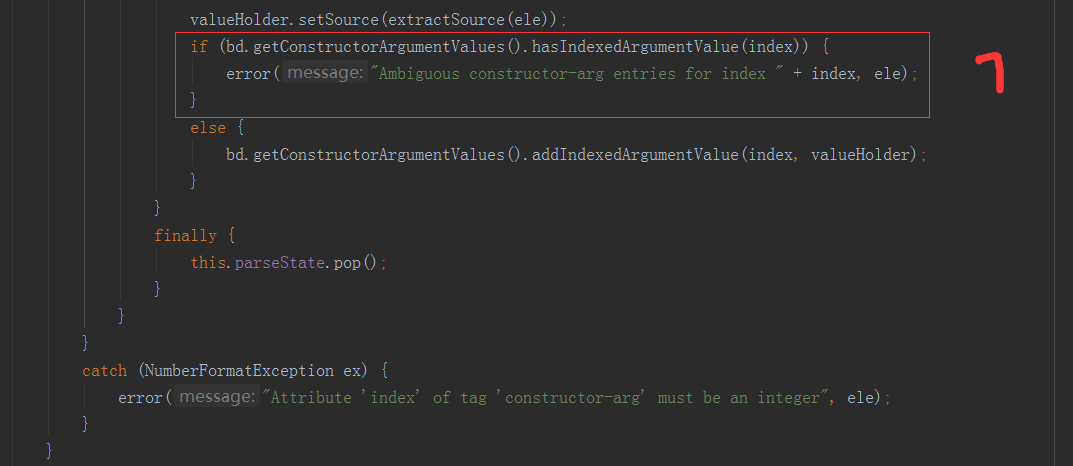 valueHolder.setSource(extractSource(ele));
if (bd.getConstructorArgumentValues().hasIndexedArgumentValue(index)) {
error( message: "Ambiguous constructor-arg entries for index " + index, ele);
}
else {
bd.getConstructorArgumentValues().addIndexedArgumentValue(index, valueHolder);
}
}
finally {
this.parseState.pop();
}
}
}
catch (NumberFormatException ex) {
error( message: "Attribute 'index' of tag 'constructor-arg' must be an integer", ele);
}
}